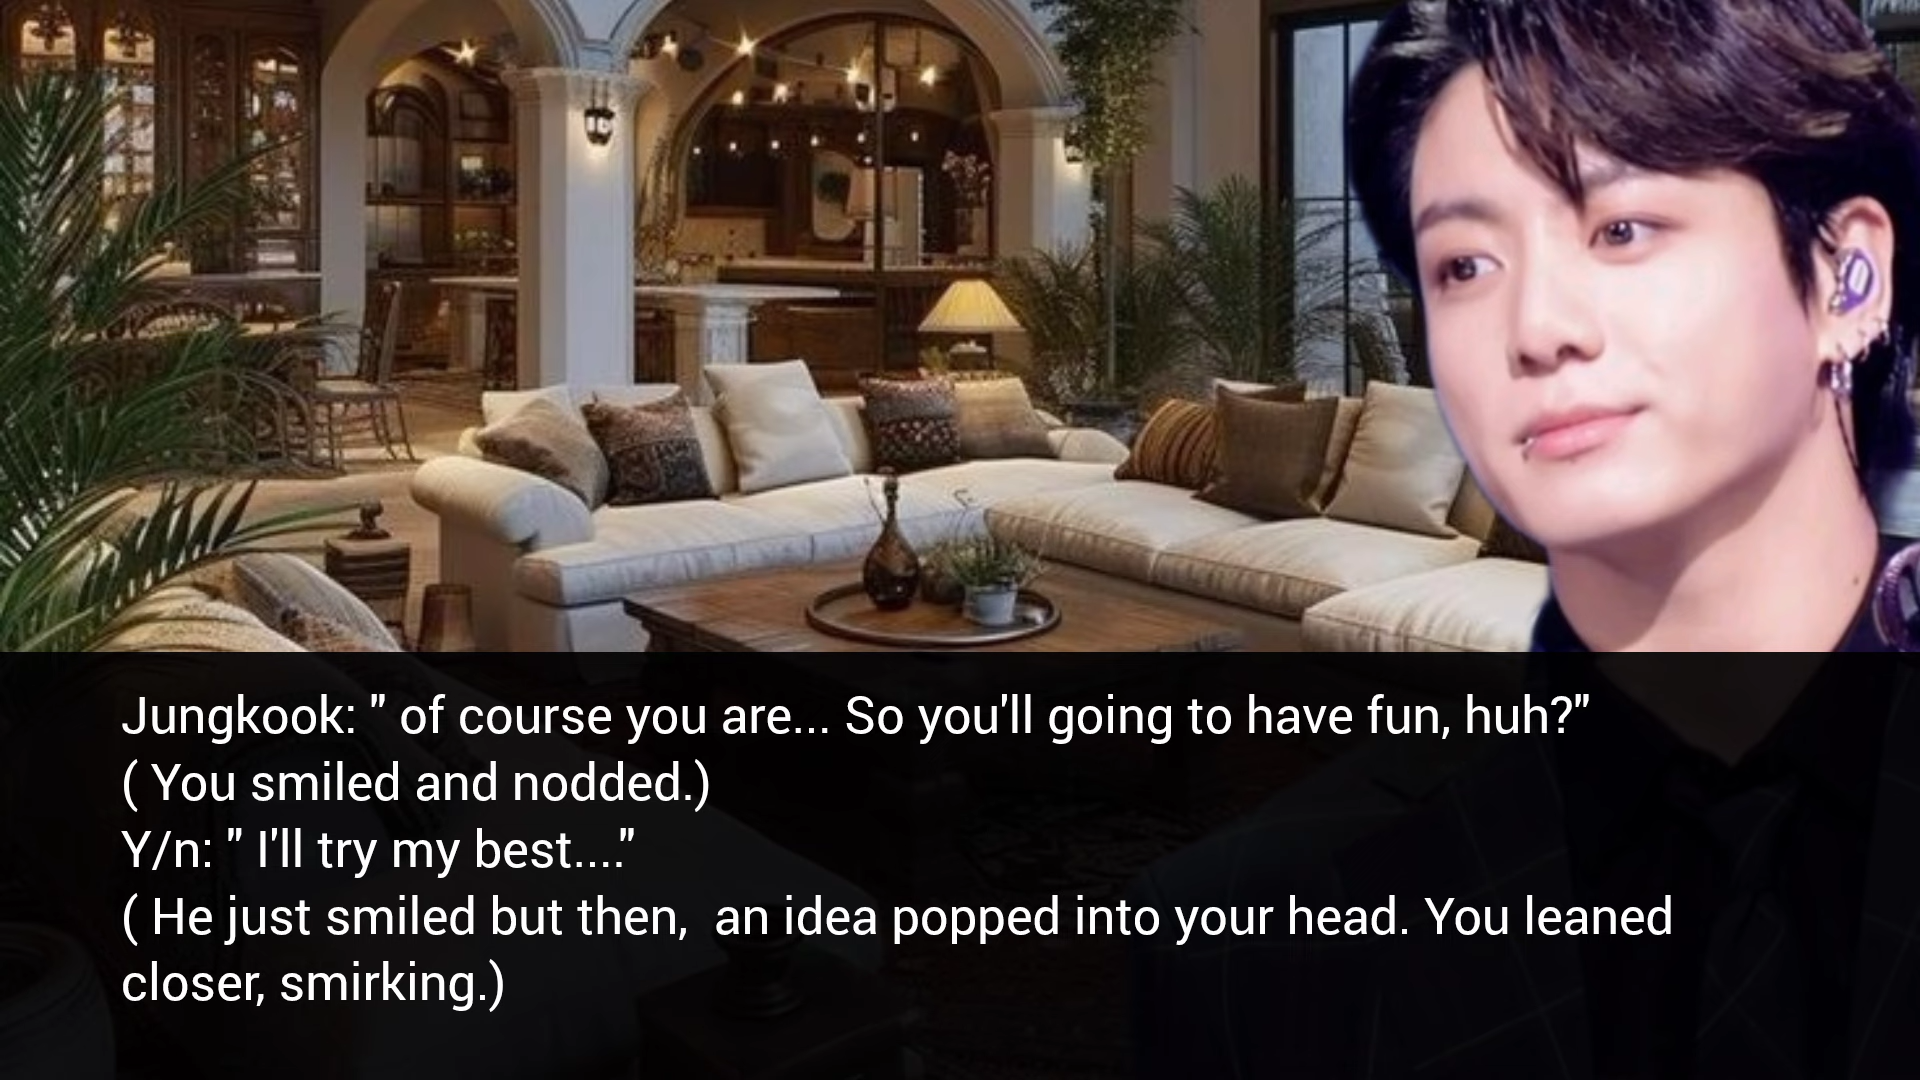 Jungkook: " of course you are... So you'll going to have fun, huh?"
( You smiled and nodded.)
Y/n: " I'll try my best...."
( He just smiled but then,  an idea popped into your head. You leaned
closer, smirking.)